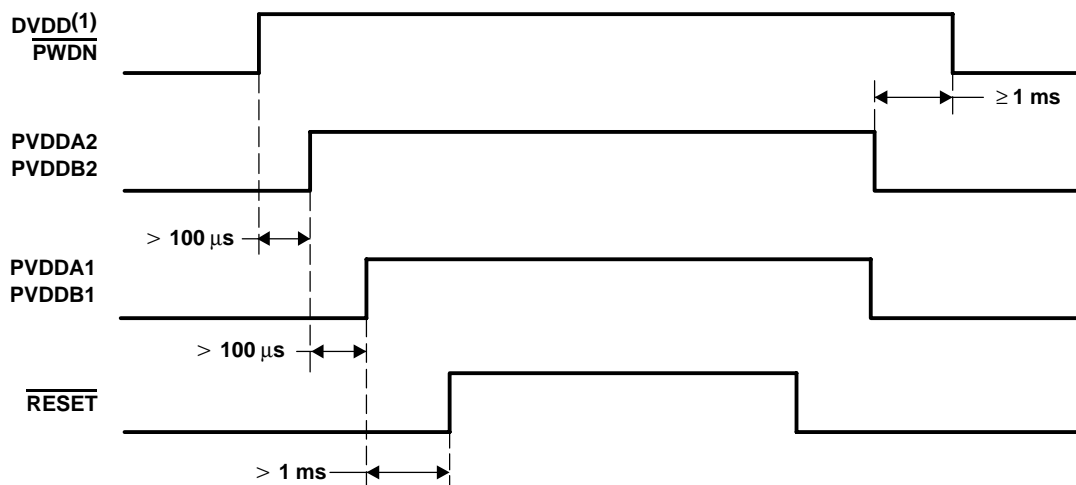 DVDD(1)
PWDN
≥ 1 ms
PVDDA2
PVDDB2
> 100 μs
PVDDA1
PVDDB1
> 100 μs
RESET
> 1 ms